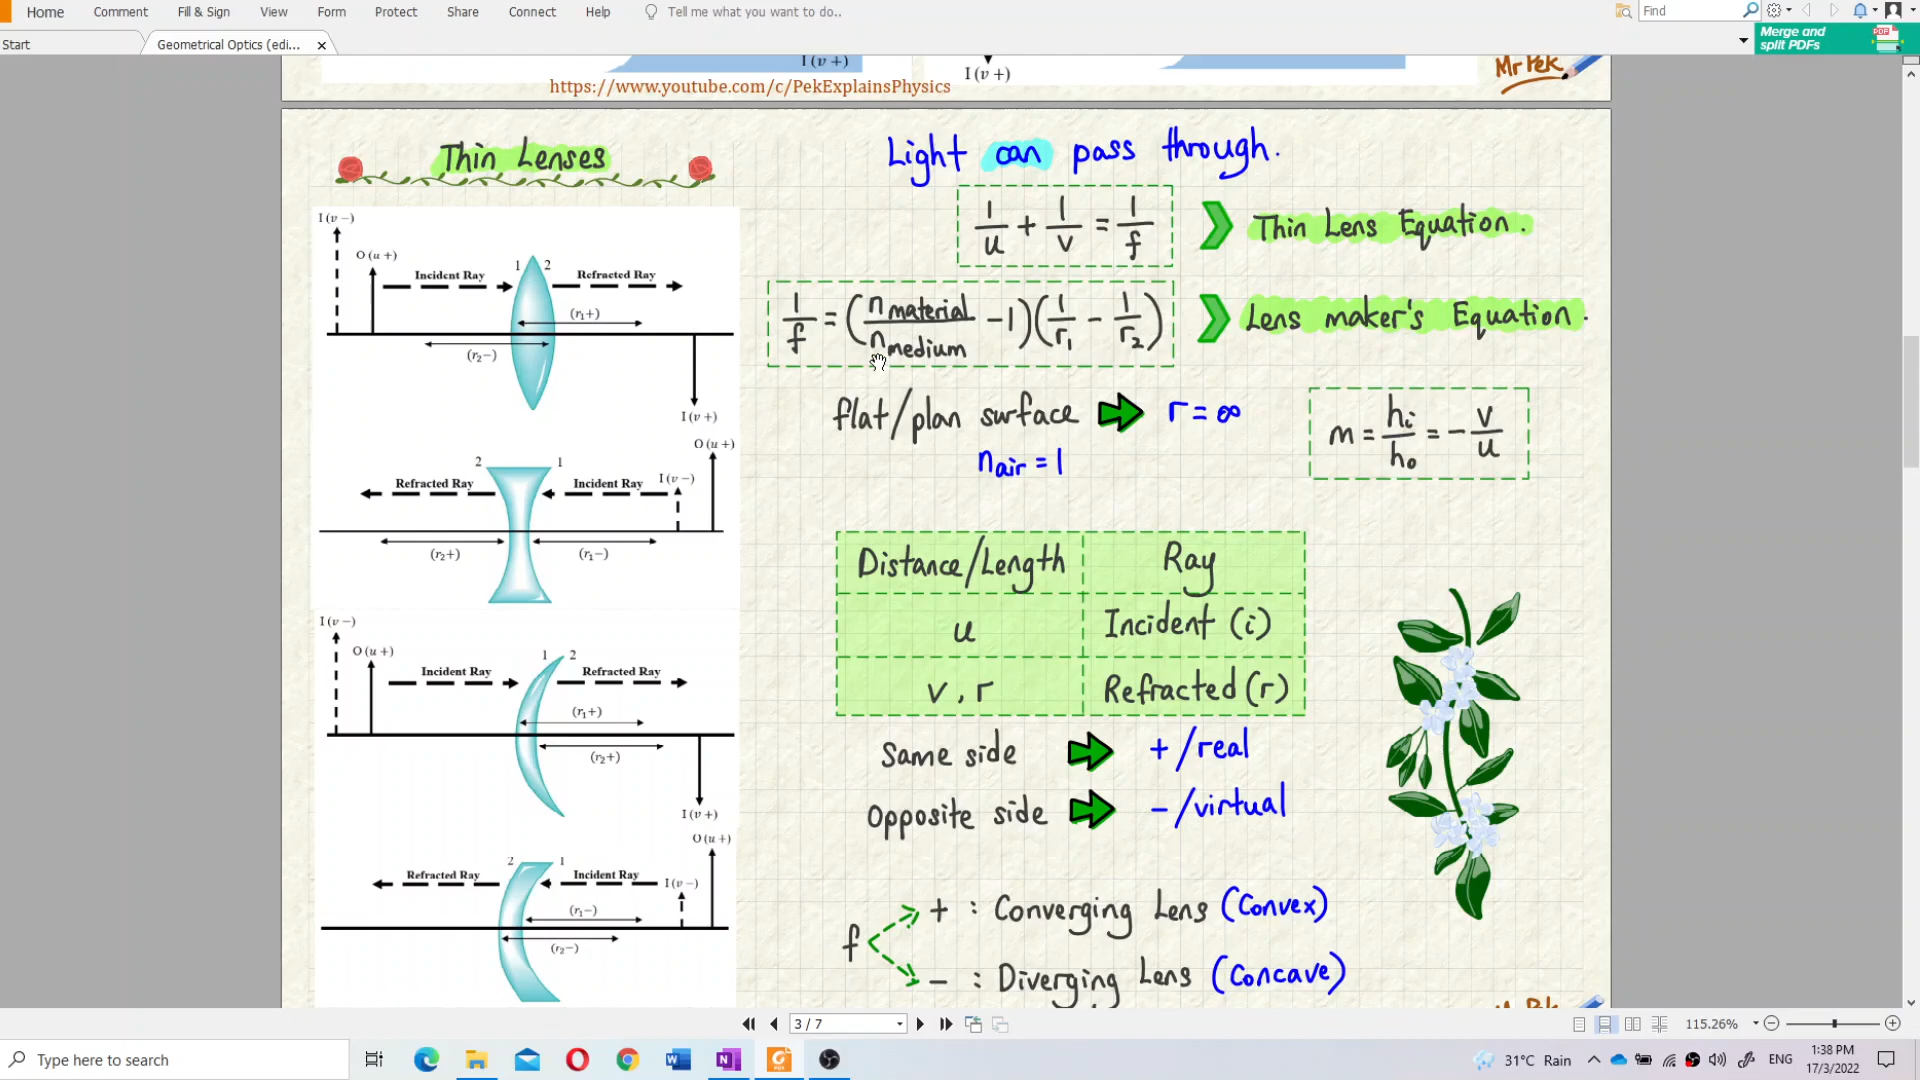 Home Comment Fill & Sign View Form Protect Share Connect Help Tell me what you want to do.. Find
Start Geometrical Optics (edi... × Merge and split PDFs
I (v +) I (v +) Mr Pek
https://www.youtube.com/c/PekExplainsPhysics
Thin Lenses
Light can pass through.
1/u + 1/v = 1/f Thin Lens Equation.
1/f = (n material / n medium − 1)(1/r₁ − 1/r₂) Lens maker's Equation.
flat/plan surface r = ∞
n air = 1
m = hi/ho = − v/u
I (v −)
O (u +)
Incident Ray 1 2 Refracted Ray
(r₁+)
(r₂−)
I (v +)
O (u +)
2 1
Refracted Ray Incident Ray I (v −)
(r₂+) (r₁−)
I (v −)
O (u +) 1 2
Incident Ray Refracted Ray
(r₁+)
(r₂+)
I (v +)
O (u +)
2 1
Refracted Ray Incident Ray I (v −)
(r₁−)
(r₂−)
Distance/Length Ray
u Incident (i)
v , r Refracted (r)
Same side + /real
Opposite side − /virtual
f + : Converging Lens (Convex)
− : Diverging Lens (Concave)
3 / 7 115.26%
Type here to search 31°C Rain ENG 1:38 PM
17/3/2022